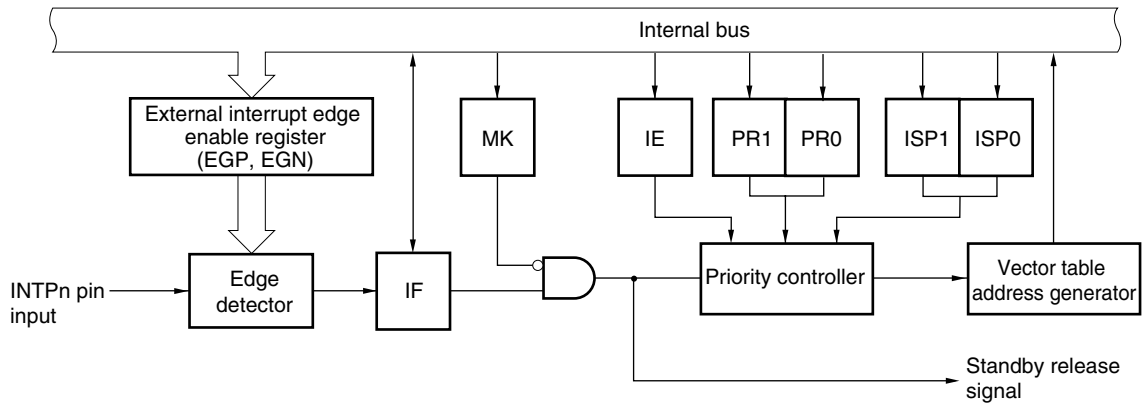 Internal bus
External interrupt edge
enable register
(EGP, EGN)
MK
IE
PR1
PR0
ISP1
ISP0
INTPn pin
input
Edge
detector
IF
Priority controller
Vector table
address generator
Standby release
signal